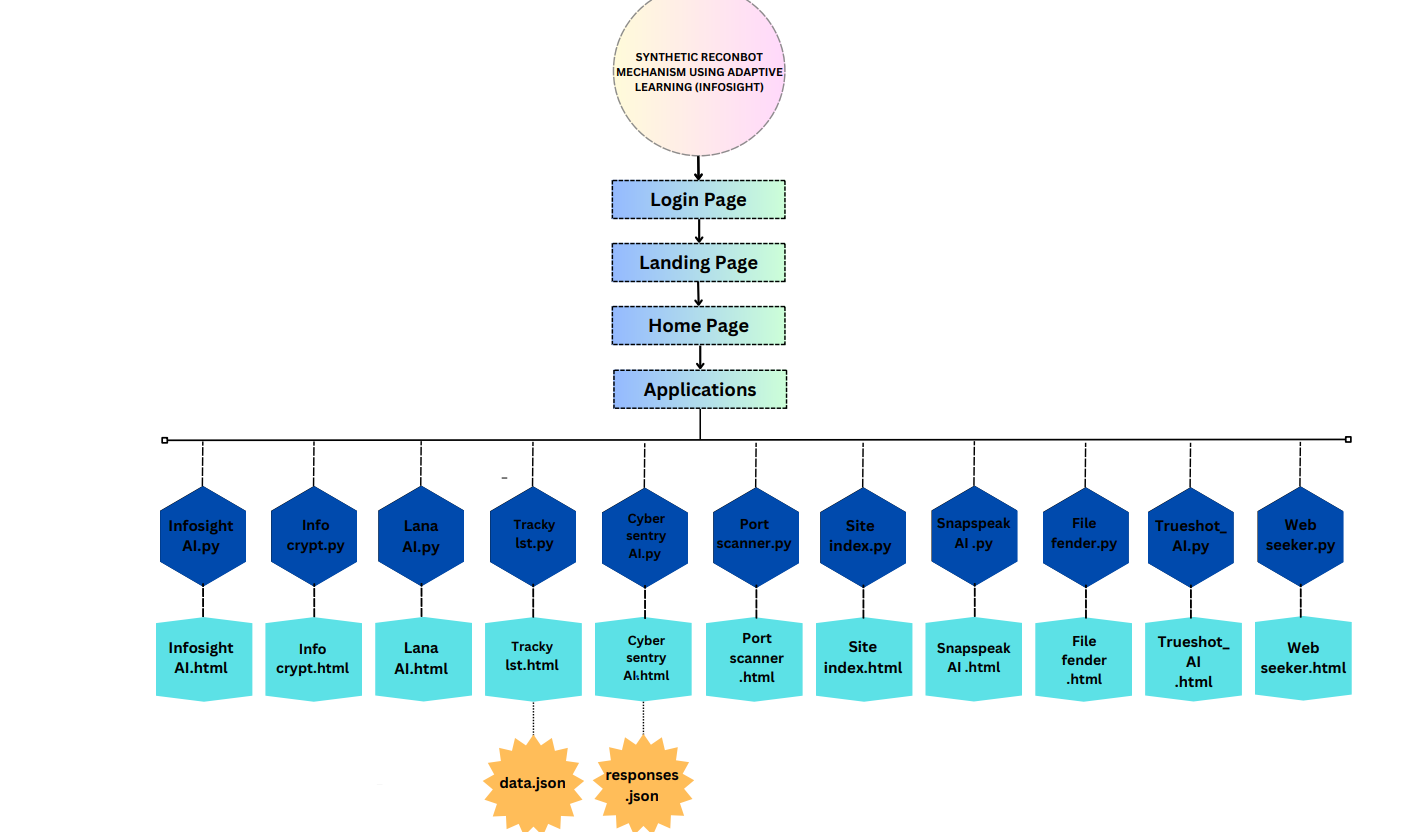 SYNTHETIC RECONBOT
MECHANISM USING ADAPTIVE
LEARNING (INFOSIGHT)
Login Page
Landing Page
Home Page
Applications
Infosight
AI.py
Info
crypt.py
Lana
AI.py
Tracky
lst.py
Cyber
sentry
AI.py
Port
scanner.py
Site
index.py
Snapspeak
AI .py
File
fender.py
Trueshot_
AI.py
Web
seeker.py
Infosight
AI.html
Info
crypt.html
Lana
AI.html
Tracky
lst.html
Cyber
sentry
AI.html
Port
scanner
.html
Site
index.html
Snapspeak
AI .html
File
fender
.html
Trueshot_
AI
.html
Web
seeker.html
data.json
responses
.json